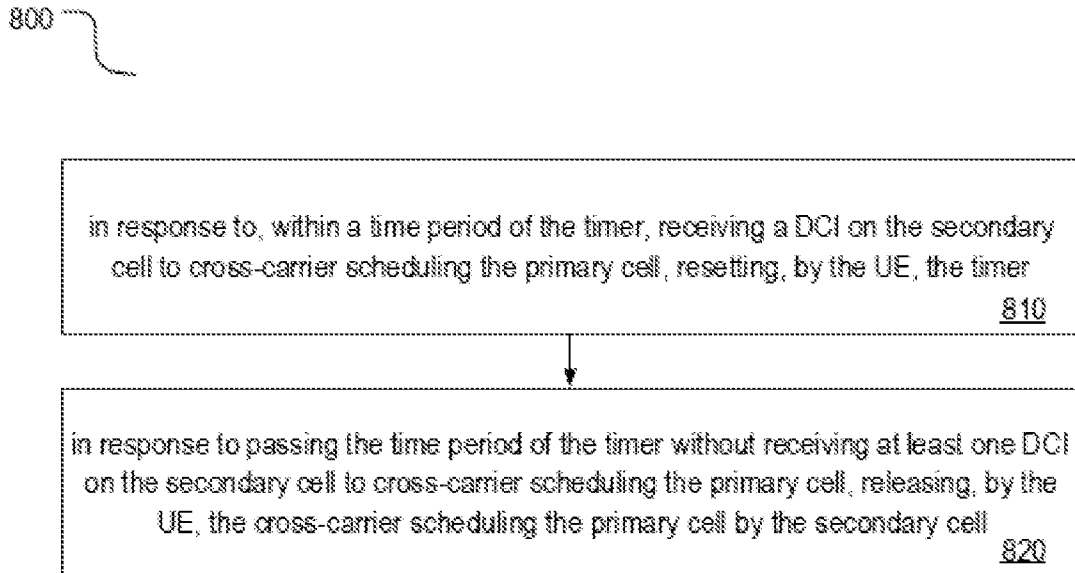 800
in response to, within a time period of the timer, receiving a DCI on the secondary
cell to cross-carrier scheduling the primary cell, resetting, by the UE, the timer
810
in response to passing the time period of the timer without receiving at least one DCI
on the secondary cell to cross-carrier scheduling the primary cell, releasing, by the
UE, the cross-carrier scheduling the primary cell by the secondary cell
820